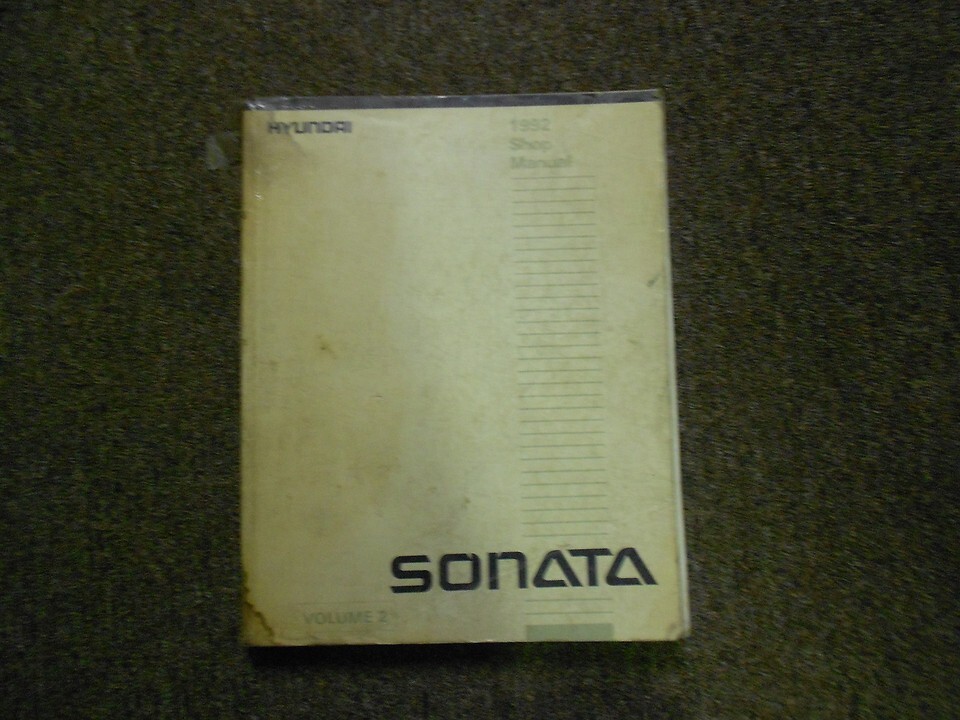 HYUNDAI
1992
Shop
Manual
SONATA
VOLUME 2